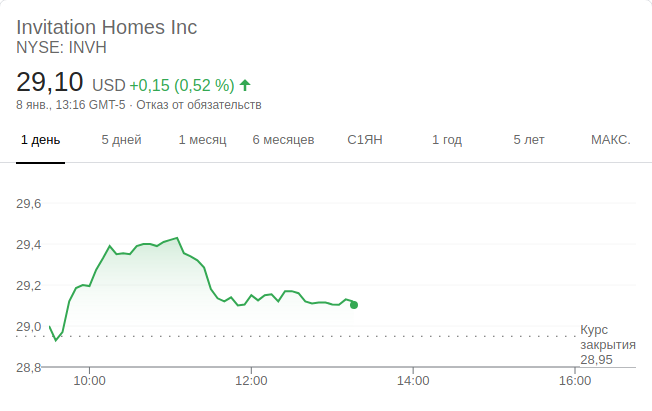 Invitation Homes Inc
NYSE: INVH
29,10 USD +0,15 (0,52 %)
8 янв., 13:16 GMT-5 · Отказ от обязательств
1 день 5 дней 1 месяц 6 месяцев С1ЯН 1 год 5 лет МАКС.
29,6
29,4
29,2
29,0
28,8
Курс
закрытия
28,95
10:00 12:00 14:00 16:00